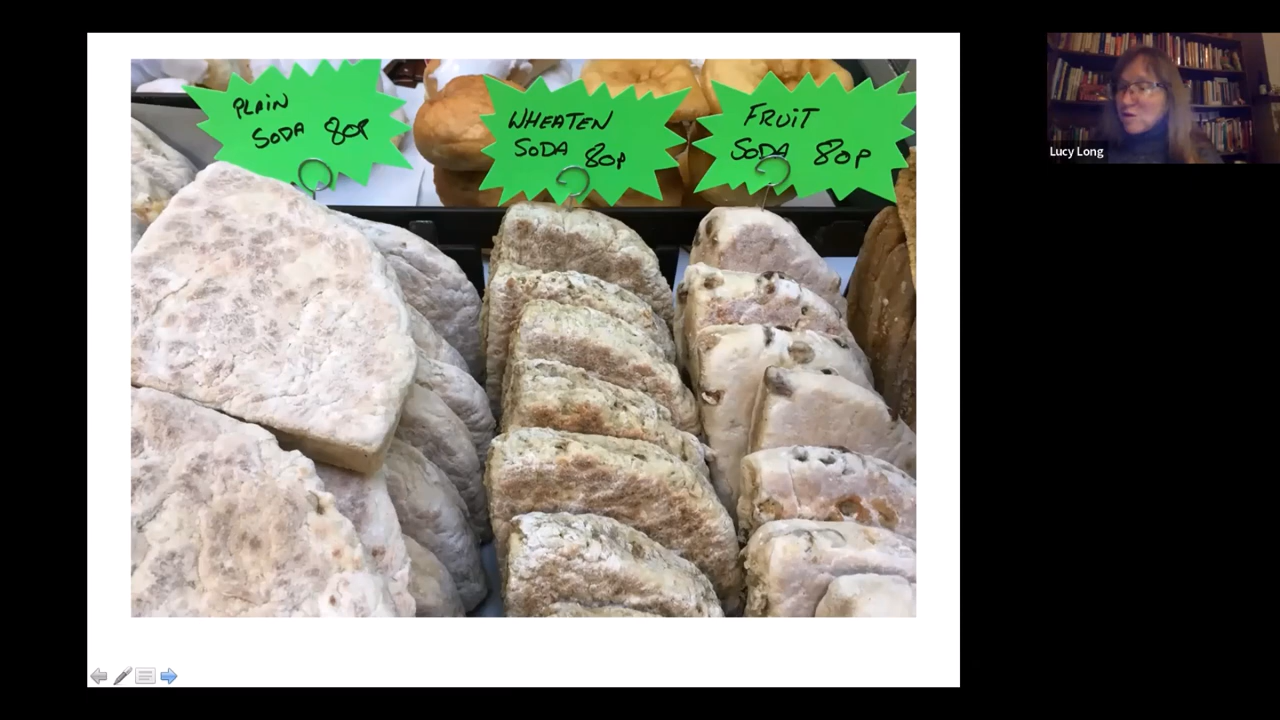 PLAIN
SODA 80P
WHEATEN
SODA 80p
FRUIT
SODA 80p
Lucy Long